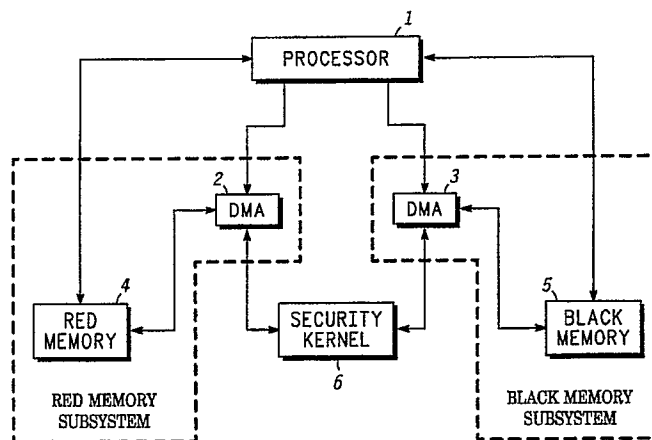 1
PROCESSOR
2
DMA
3
DMA
4
RED
MEMORY
SECURITY
KERNEL
6
5
BLACK
MEMORY
RED MEMORY
SUBSYSTEM
BLACK MEMORY
SUBSYSTEM